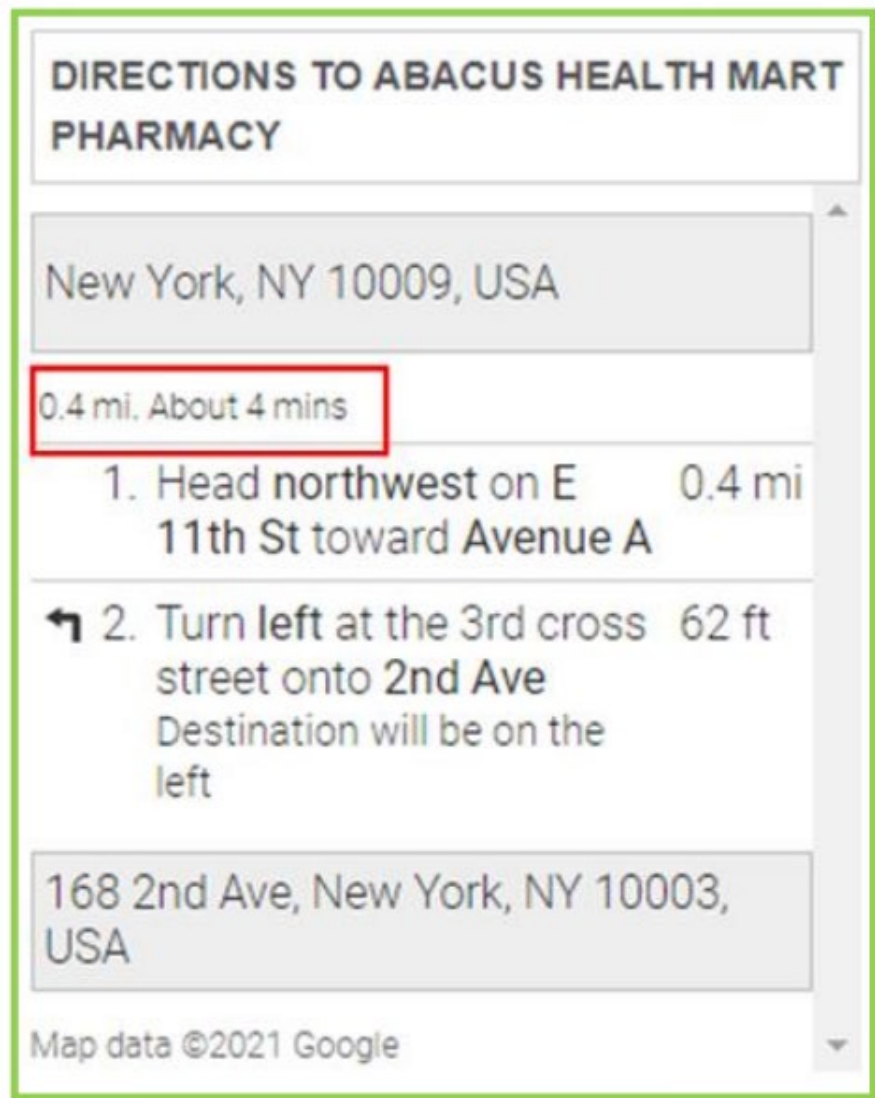 DIRECTIONS TO ABACUS HEALTH MART
PHARMACY
New York, NY 10009, USA
0.4 mi. About 4 mins
1. Head northwest on E 0.4 mi
11th St toward Avenue A
2. Turn left at the 3rd cross 62 ft
street onto 2nd Ave
Destination will be on the
left
168 2nd Ave, New York, NY 10003,
USA
Map data ©2021 Google